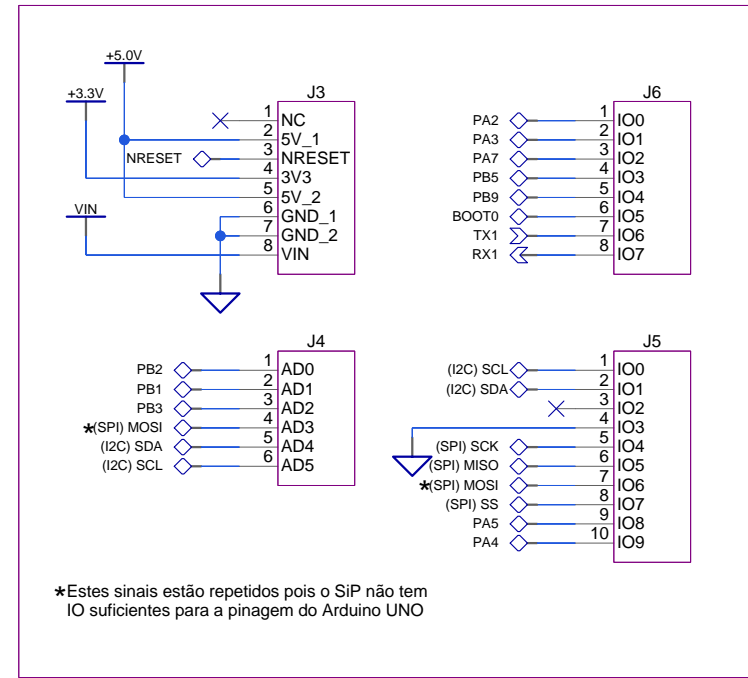 +5.0V
+3.3V
J3
1 NC
2 5V_1
NRESET 3 NRESET
4 3V3
5 5V_2
6 GND_1
VIN 7 GND_2
8 VIN
J6
PA2 1 IO0
PA3 2 IO1
PA7 3 IO2
PB5 4 IO3
PB9 5 IO4
BOOT0 6 IO5
TX1 7 IO6
RX1 8 IO7
J4
PB2 1 AD0
PB1 2 AD1
PB3 3 AD2
*(SPI) MOSI 4 AD3
(I2C) SDA 5 AD4
(I2C) SCL 6 AD5
J5
(I2C) SCL 1 IO0
(I2C) SDA 2 IO1
3 IO2
4 IO3
(SPI) SCK 5 IO4
(SPI) MISO 6 IO5
*(SPI) MOSI 7 IO6
(SPI) SS 8 IO7
PA5 9 IO8
PA4 10 IO9
*Estes sinais estão repetidos pois o SiP não tem
IO suficientes para a pinagem do Arduino UNO